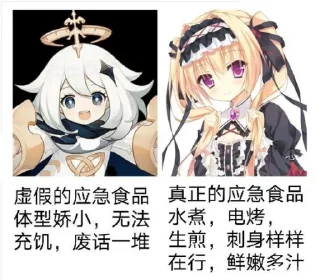 虚假的应急食品
体型娇小，无法
充饥，废话一堆
真正的应急食品
水煮，电烤，
生煎，刺身样样
在行，鲜嫩多汁